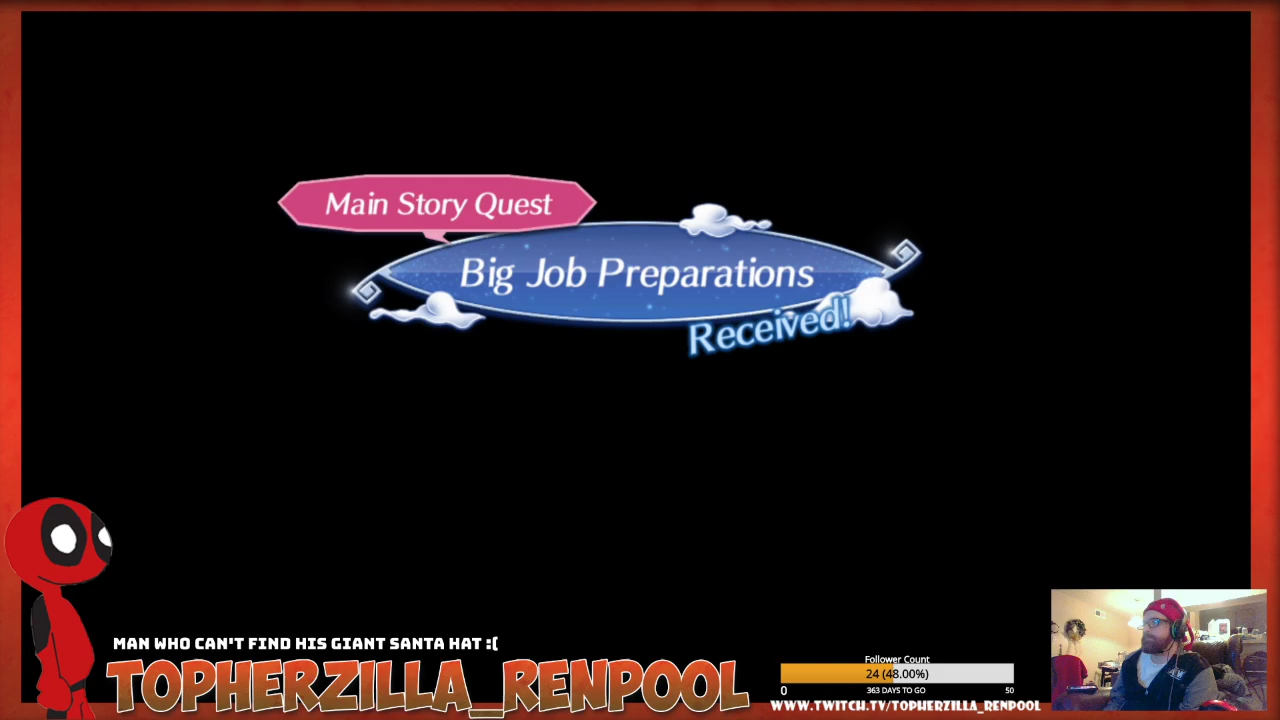 Main Story Quest
Big Job Preparations
Received!
MAN WHO CAN'T FIND HIS GIANT SANTA HAT :(
TOPHERZILLA_RENPOOL
Follower Count
24 (48.00%)
0 363 DAYS TO GO 50
WWW.TWITCH.TV/TOPHERZILLA_RENPOOL